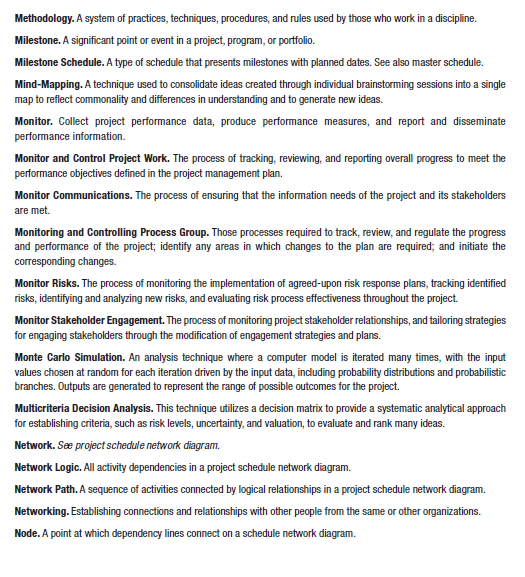 Methodology. A system of practices, techniques, procedures, and rules used by those who work in a discipline.
Milestone. A significant point or event in a project, program, or portfolio.
Milestone Schedule. A type of schedule that presents milestones with planned dates. See also master schedule.
Mind-Mapping. A technique used to consolidate ideas created through individual brainstorming sessions into a single
map to reflect commonality and differences in understanding and to generate new ideas.
Monitor. Collect project performance data, produce performance measures, and report and disseminate
performance information.
Monitor and Control Project Work. The process of tracking, reviewing, and reporting overall progress to meet the
performance objectives defined in the project management plan.
Monitor Communications. The process of ensuring that the information needs of the project and its stakeholders
are met.
Monitoring and Controlling Process Group. Those processes required to track, review, and regulate the progress
and performance of the project; identify any areas in which changes to the plan are required; and initiate the
corresponding changes.
Monitor Risks. The process of monitoring the implementation of agreed-upon risk response plans, tracking identified
risks, identifying and analyzing new risks, and evaluating risk process effectiveness throughout the project.
Monitor Stakeholder Engagement. The process of monitoring project stakeholder relationships, and tailoring strategies
for engaging stakeholders through the modification of engagement strategies and plans.
Monte Carlo Simulation. An analysis technique where a computer model is iterated many times, with the input
values chosen at random for each iteration driven by the input data, including probability distributions and probabilistic
branches. Outputs are generated to represent the range of possible outcomes for the project.
Multicriteria Decision Analysis. This technique utilizes a decision matrix to provide a systematic analytical approach
for establishing criteria, such as risk levels, uncertainty, and valuation, to evaluate and rank many ideas.
Network. See project schedule network diagram.
Network Logic. All activity dependencies in a project schedule network diagram.
Network Path. A sequence of activities connected by logical relationships in a project schedule network diagram.
Networking. Establishing connections and relationships with other people from the same or other organizations.
Node. A point at which dependency lines connect on a schedule network diagram.